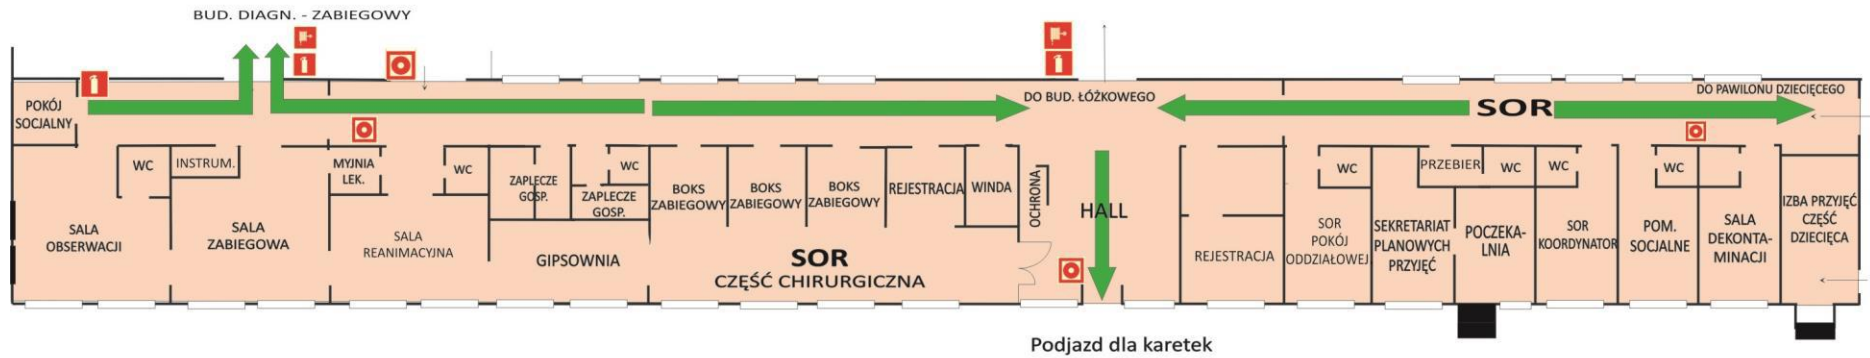 BUD. DIAGN. - ZABIEGOWY
DO BUD. ŁÓŻKOWEGO
SOR
DO PAWILONU DZIECIĘCEGO
POKÓJ
SOCJALNY
WC
INSTRUM.
MYJNIA
LEK.
WC
ZAPLECZE
GOSP.
WC
ZAPLECZE
GOSP.
BOKS
ZABIEGOWY
BOKS
ZABIEGOWY
BOKS
ZABIEGOWY
REJESTRACJA
WINDA
OCHRONA
HALL
WC
PRZEBIER.
WC
WC
WC
SALA
OBSERWACJI
SALA
ZABIEGOWA
SALA
REANIMACYJNA
GIPSOWNIA
SOR
CZĘŚĆ CHIRURGICZNA
REJESTRACJA
SOR
POKÓJ
ODDZIAŁOWEJ
SEKRETARIAT
PLANOWYCH
PRZYJĘĆ
POCZEKA-
LNIA
SOR
KOORDYNATOR
POM.
SOCJALNE
SALA
DEKONTA-
MINACJI
IZBA PRZYJĘĆ
CZĘŚĆ
DZIECIĘCA
Podjazd dla karetek